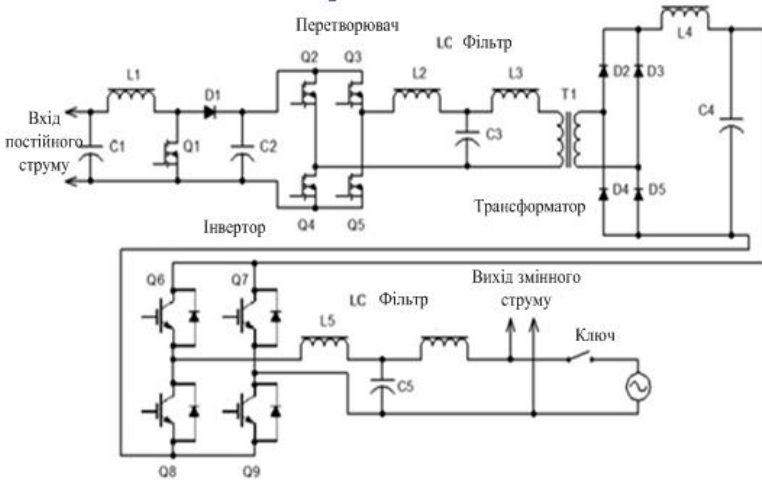 Перетворювач
Q2
Q3
LC Фільтр
L4
L1
D1
L2
L3
T1
D2
D3
Вхід
постійного
струму
C1
Q1
C2
C3
C4
D4
D5
Інвертор
Q4
Q5
Трансформатор
Q6
Q7
LC Фільтр
Вихід змінного
струму
L5
Ключ
C5
Q8
Q9